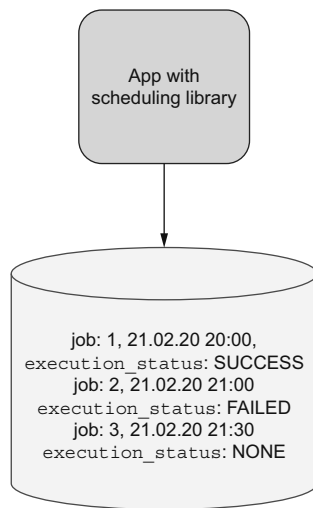 App with
scheduling library
job: 1, 21.02.20 20:00,
execution_status: SUCCESS
job: 2, 21.02.20 21:00
execution_status: FAILED
job: 3, 21.02.20 21:30
execution_status: NONE